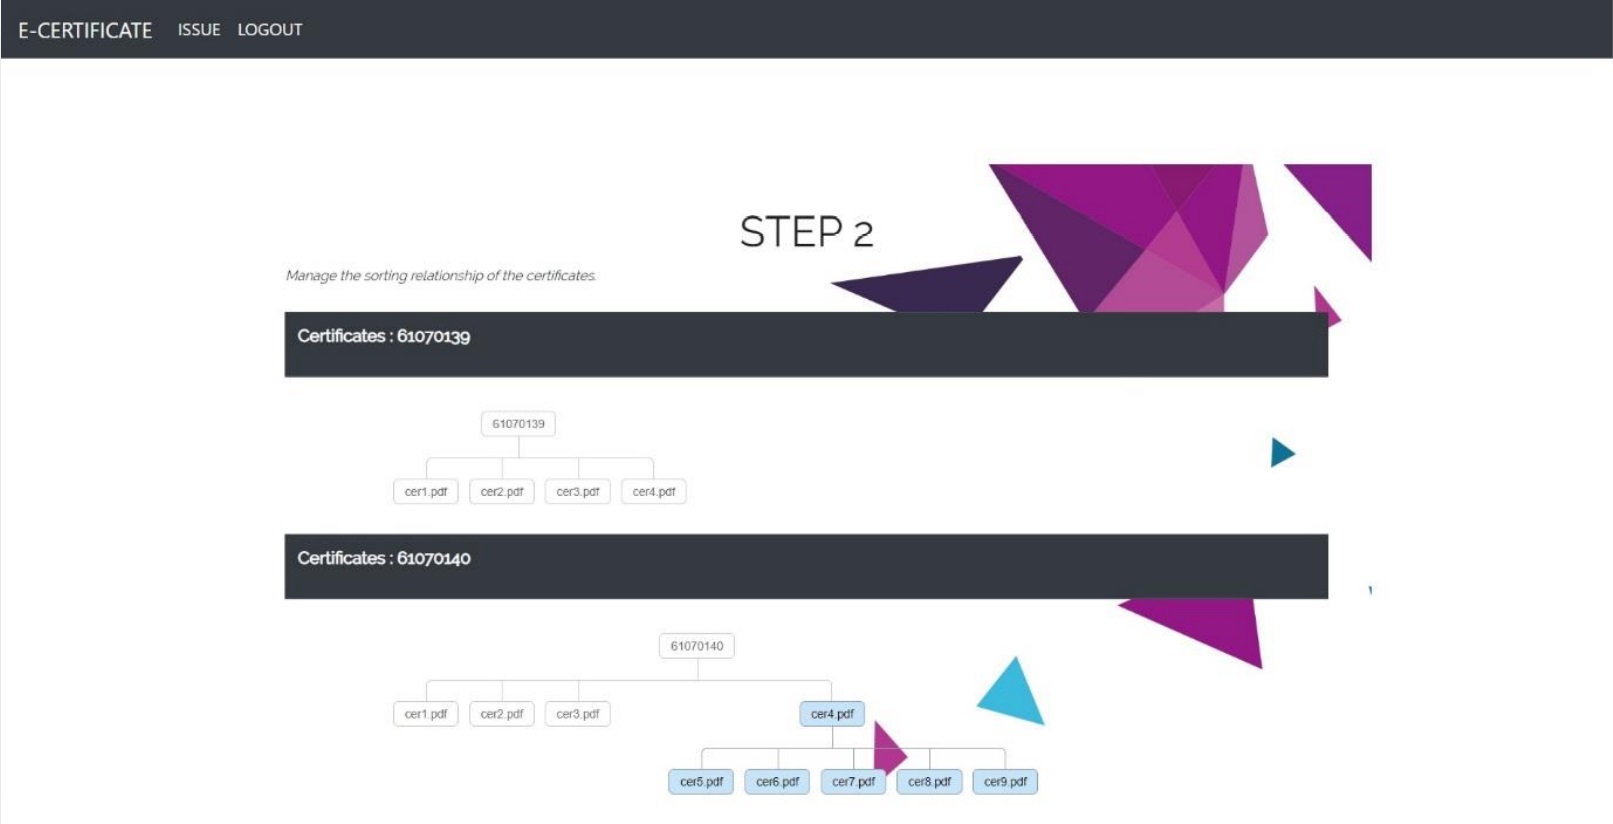 E-CERTIFICATE ISSUE LOGOUT
STEP 2
Manage the sorting relationship of the certificates.
Certificates : 61070139
61070139
cer1.pdf cer2.pdf cer3.pdf cer4.pdf
Certificates : 61070140
61070140
cer1.pdf cer2.pdf cer3.pdf cer4.pdf
cer5.pdf cer6.pdf cer7.pdf cer8.pdf cer9.pdf